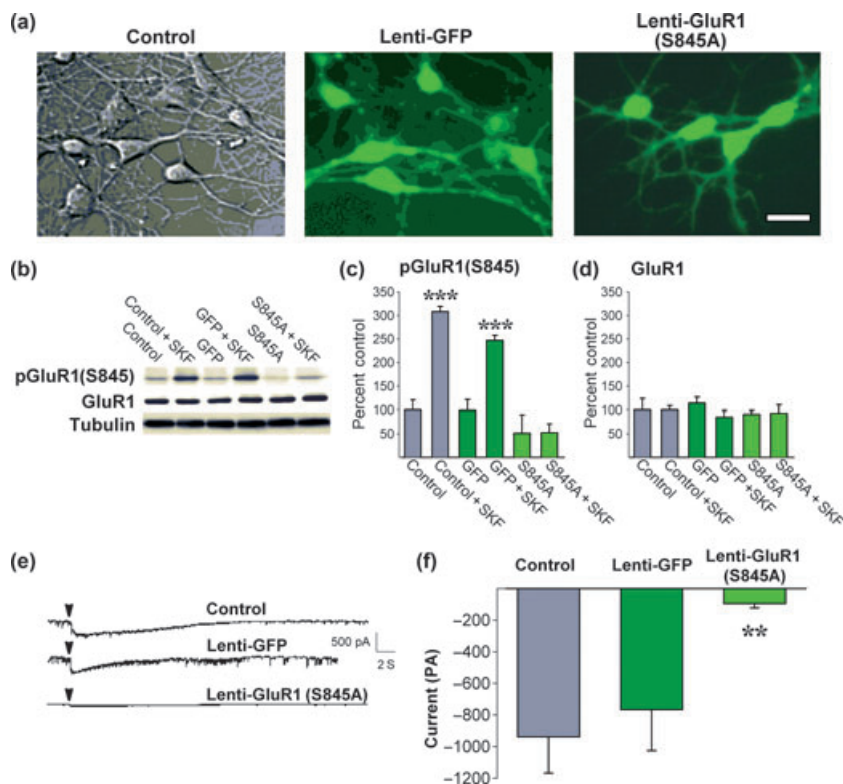 (a)
Control
Lenti-GFP
Lenti-GluR1
(S845A)
(b)
Control
Control + SKF
GFP
GFP + SKF
S845A
S845A + SKF
pGluR1(S845)
GluR1
Tubulin
(c)
pGluR1(S845)
Percent control
350
300
250
200
150
100
50
***
***
Control
Control + SKF
GFP
GFP + SKF
S845A
S845A + SKF
(d)
GluR1
Percent control
350
300
250
200
150
100
50
Control
Control + SKF
GFP
GFP + SKF
S845A
S845A + SKF
(e)
Control
Lenti-GFP
Lenti-GluR1 (S845A)
500 pA
2 S
(f)
Control
Lenti-GFP
Lenti-GluR1
(S845A)
Current (PA)
−200
−400
−600
−800
−1000
−1200
**